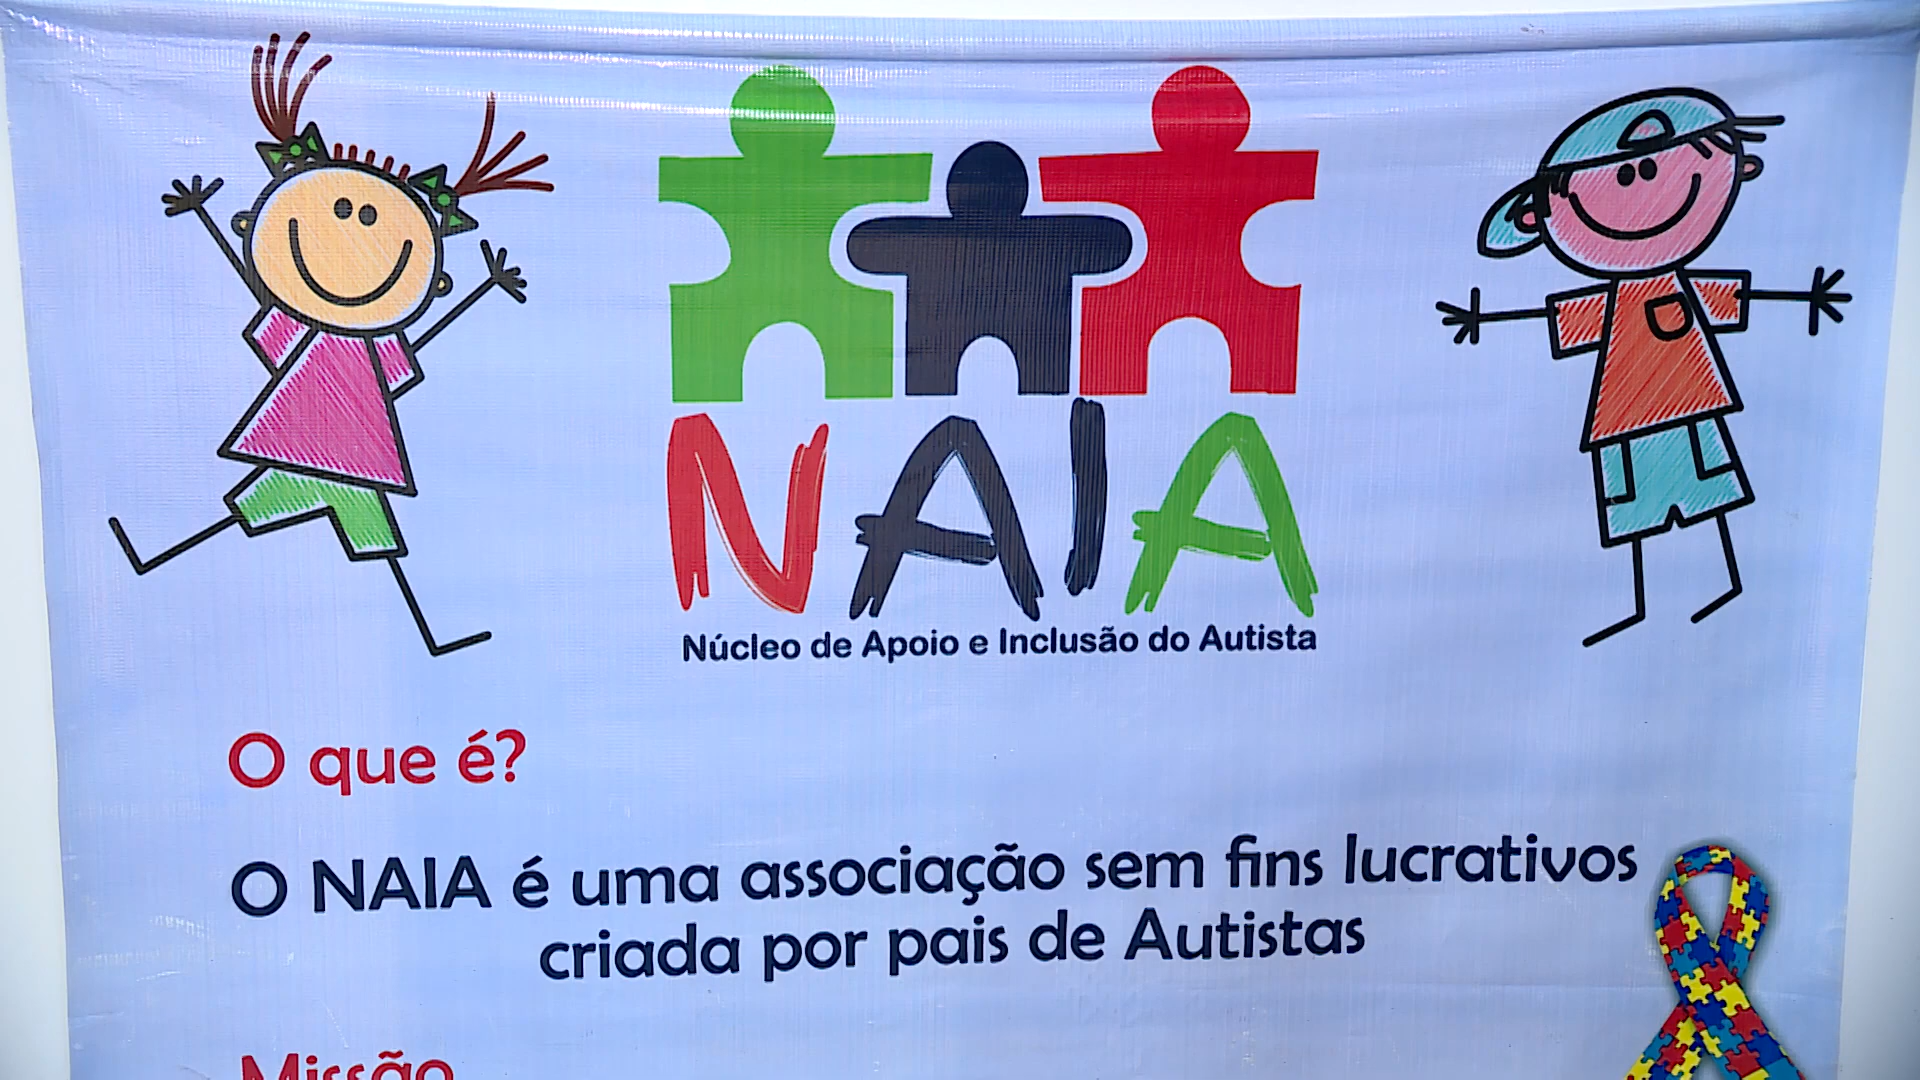 NAIA
Núcleo de Apoio e Inclusão do Autista
O que é?
O NAIA é uma associação sem fins lucrativos
criada por pais de Autistas
Missão